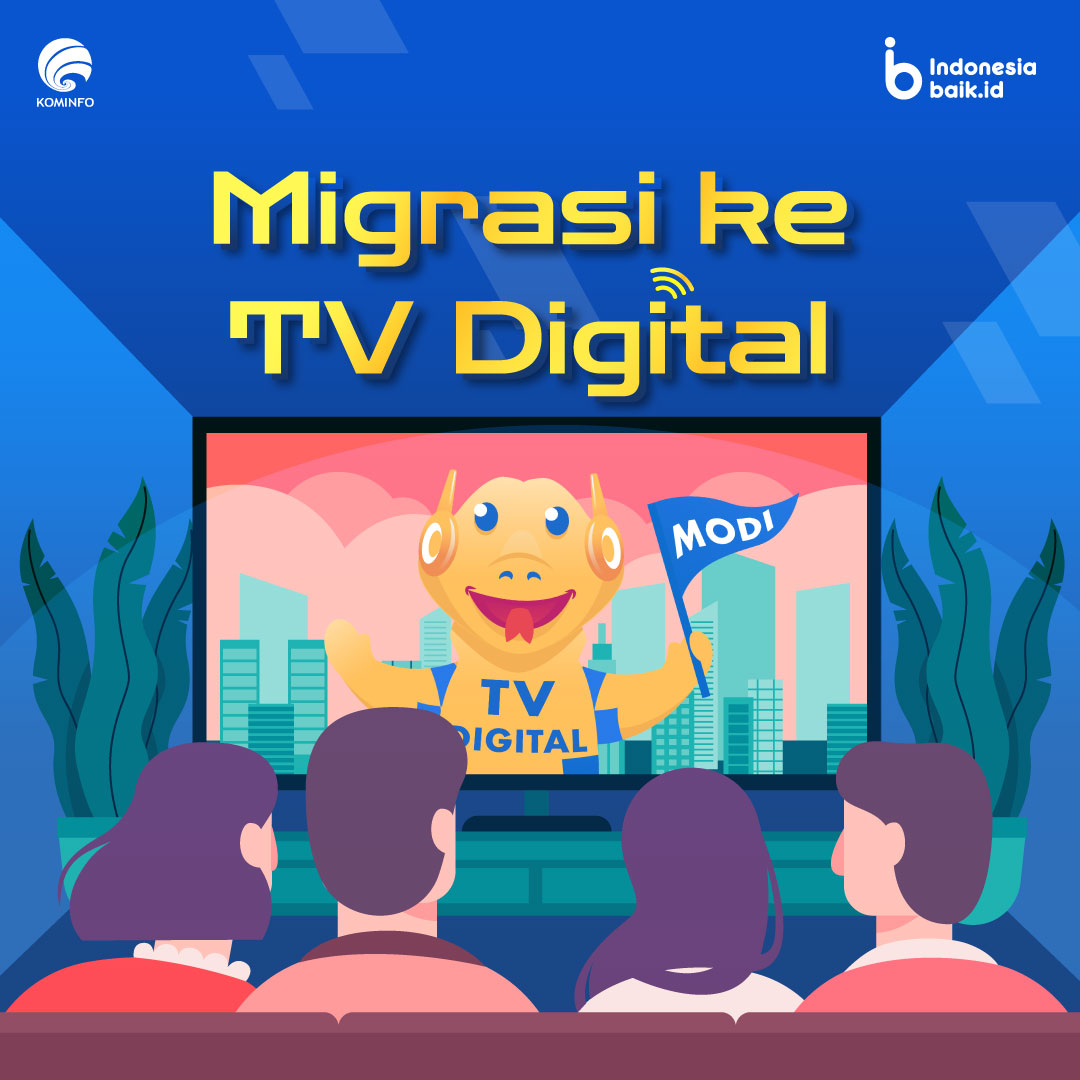 KOMINFO
Indonesia
baik.id
Migrasi ke
TV Digital
MODI
TV
DIGITAL